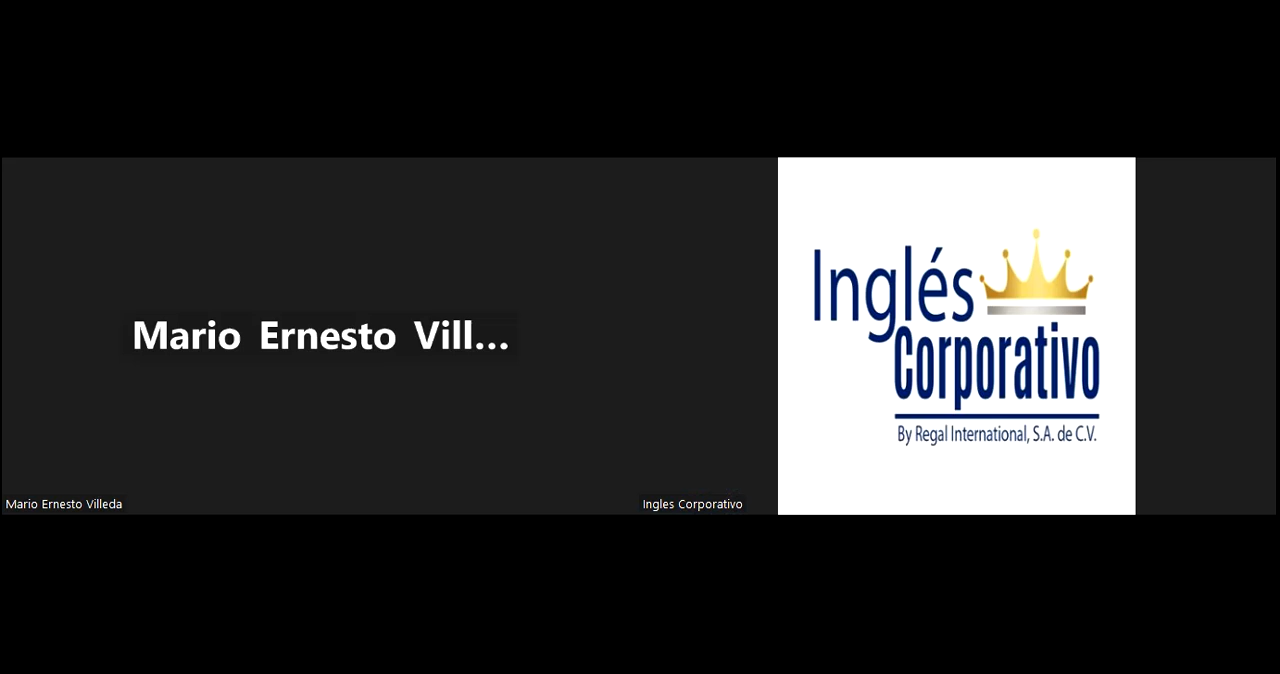 Mario Ernesto Vill...
Mario Ernesto Villeda
Inglés
Corporativo
By Regal International, S.A. de C.V.
Ingles Corporativo